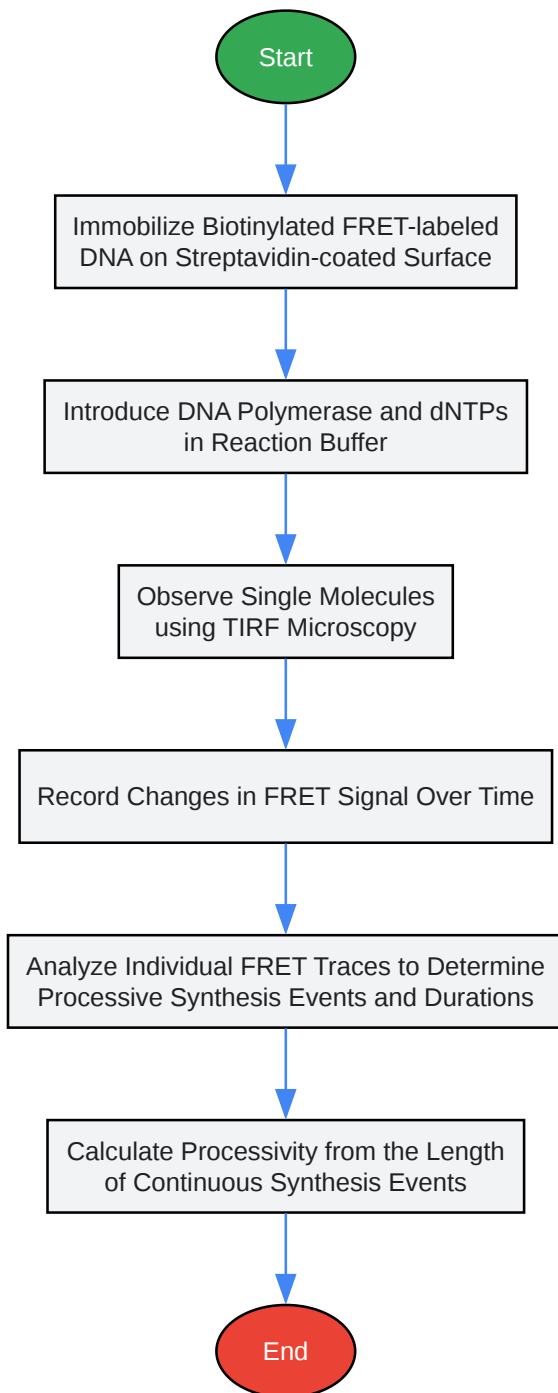 Start
Immobilize Biotinylated FRET-labeled
DNA on Streptavidin-coated Surface
Introduce DNA Polymerase and dNTPs
in Reaction Buffer
Observe Single Molecules
using TIRF Microscopy
Record Changes in FRET Signal Over Time
Analyze Individual FRET Traces to Determine
Processive Synthesis Events and Durations
Calculate Processivity from the Length
of Continuous Synthesis Events
End